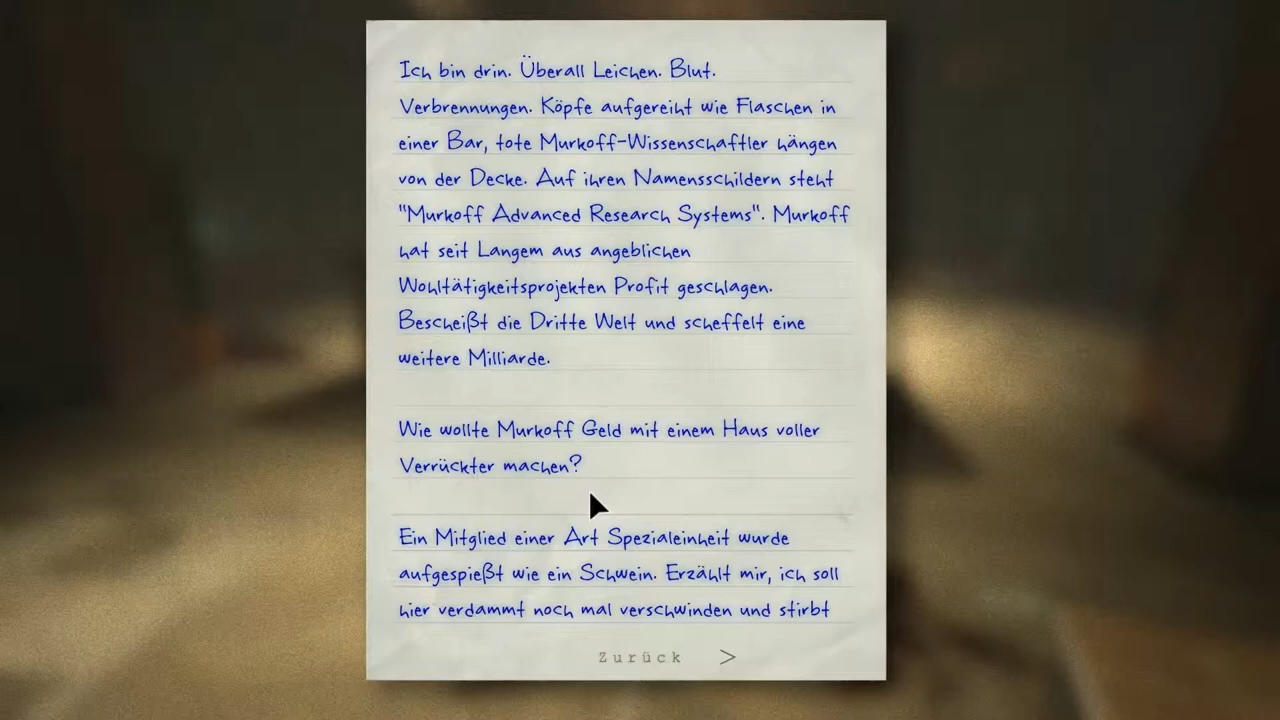 Ich bin drin. Überall Leichen. Blut.
Verbrennungen. Köpfe aufgereiht wie Flaschen in
einer Bar, tote Murkoff-Wissenschaftler hängen
von der Decke. Auf ihren Namensschildern steht
"Murkoff Advanced Research Systems". Murkoff
hat seit Langem aus angeblichen
Wohltätigkeitsprojekten Profit geschlagen.
Bescheißt die Dritte Welt und scheffelt eine
weitere Milliarde.
Wie wollte Murkoff Geld mit einem Haus voller
Verrückter machen?
Ein Mitglied einer Art Spezialeinheit wurde
aufgespießt wie ein Schwein. Erzählt mir, ich soll
hier verdammt noch mal verschwinden und stirbt
Zurück >